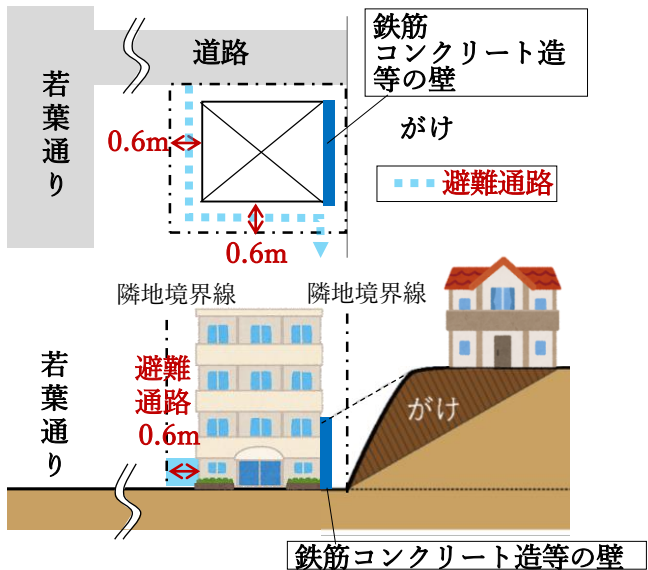 道路
鉄筋
コンクリート造
等の壁
若葉通り
がけ
0.6m
避難通路
0.6m
隣地境界線
隣地境界線
若葉通り
避難
通路
0.6m
がけ
鉄筋コンクリート造等の壁